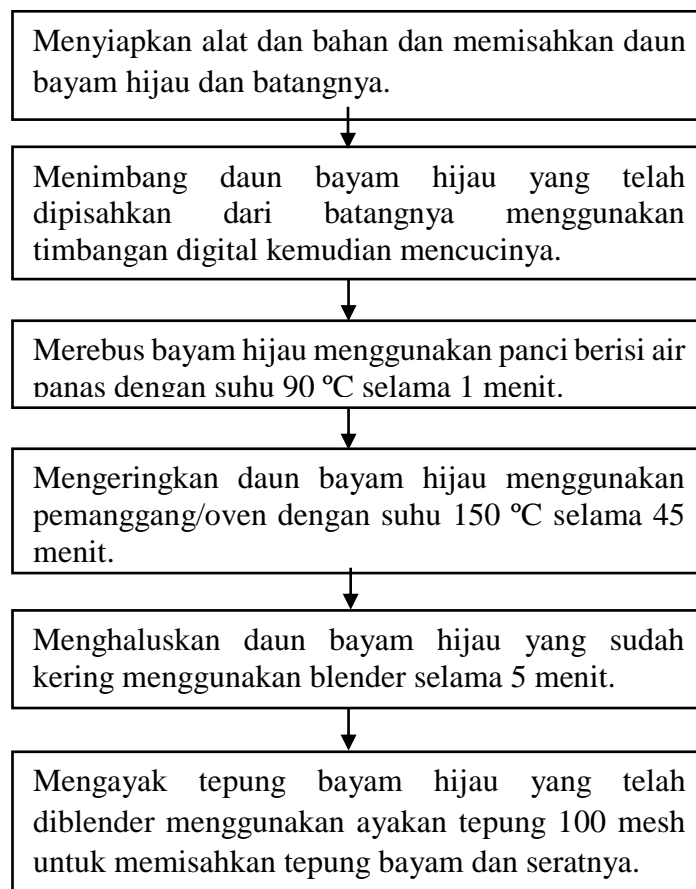 Menyiapkan alat dan bahan dan memisahkan daun
bayam hijau dan batangnya.
Menimbang daun bayam hijau yang telah
dipisahkan dari batangnya menggunakan
timbangan digital kemudian mencucinya.
Merebus bayam hijau menggunakan panci berisi air
panas dengan suhu 90 ºC selama 1 menit.
Mengeringkan daun bayam hijau menggunakan
pemanggang/oven dengan suhu 150 ºC selama 45
menit.
Menghaluskan daun bayam hijau yang sudah
kering menggunakan blender selama 5 menit.
Mengayak tepung bayam hijau yang telah
diblender menggunakan ayakan tepung 100 mesh
untuk memisahkan tepung bayam dan seratnya.